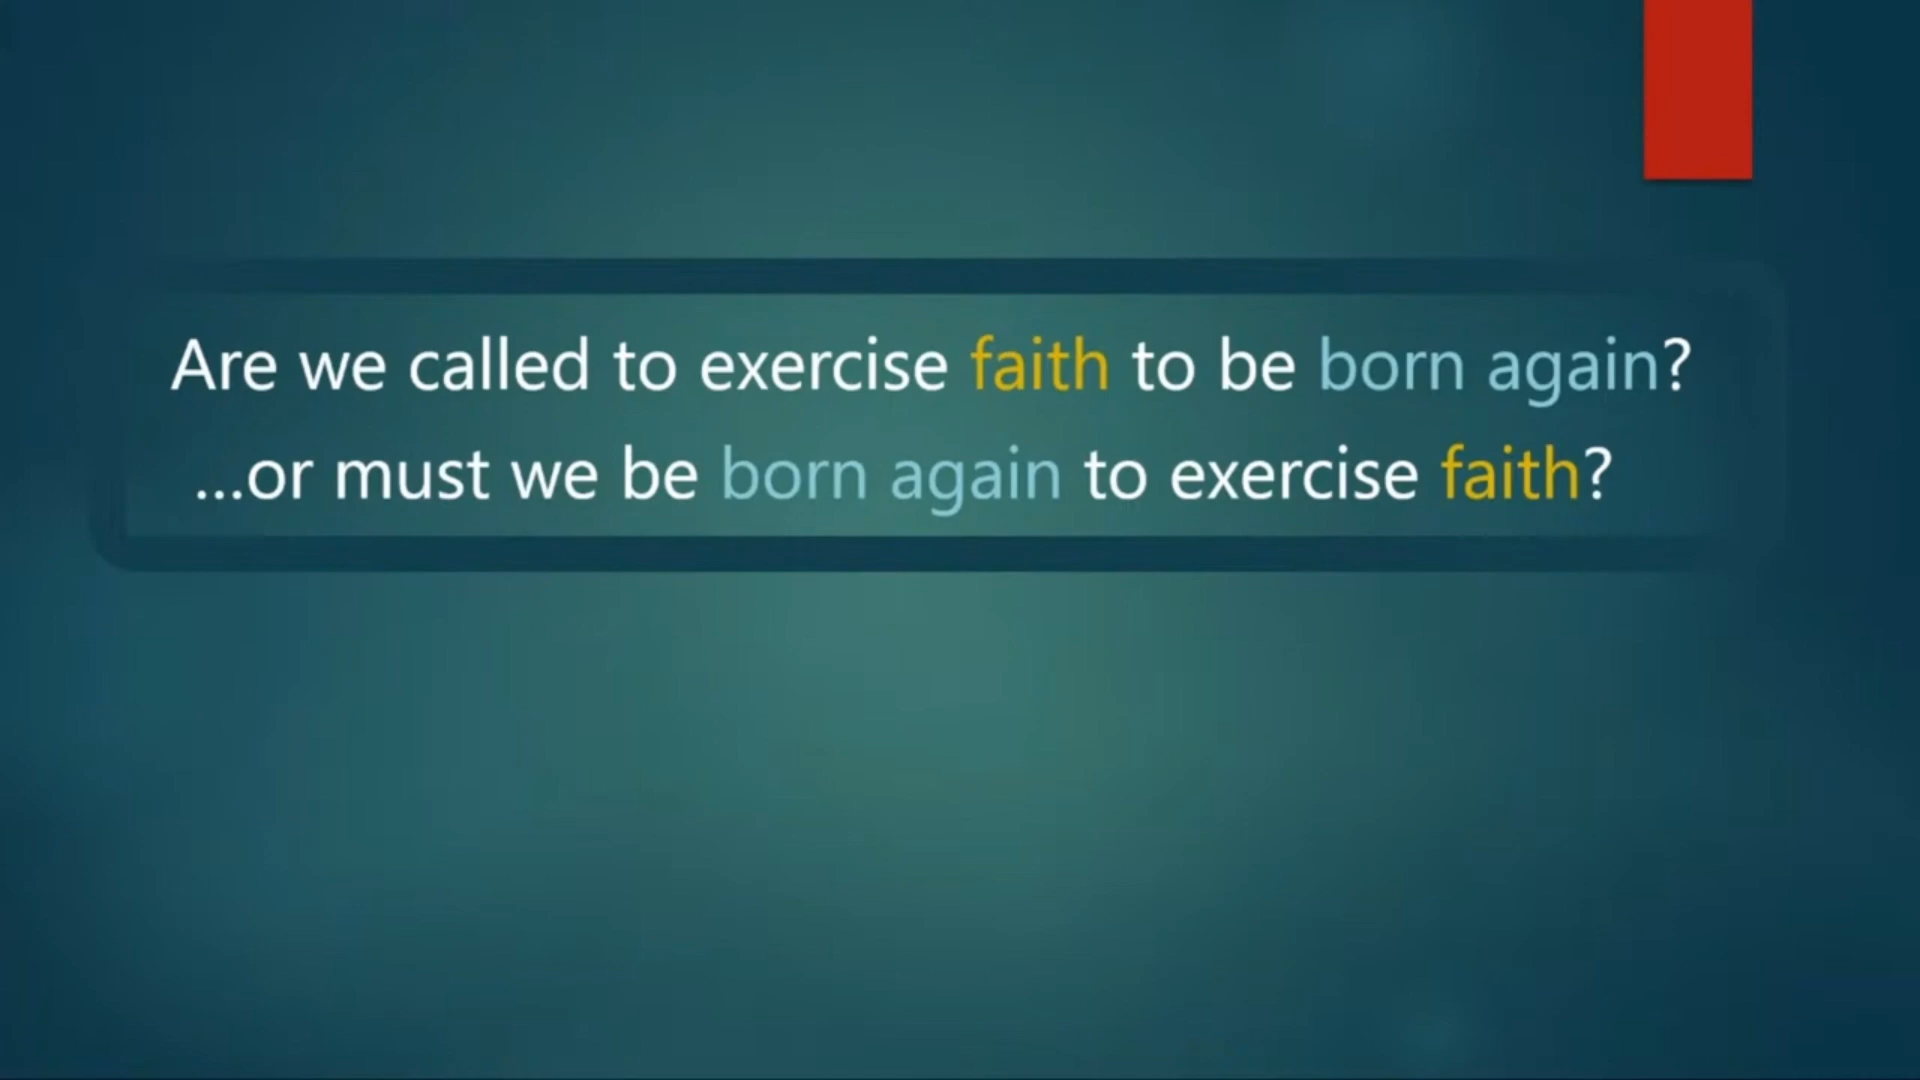 Are we called to exercise faith to be born again?
...or must we be born again to exercise faith?